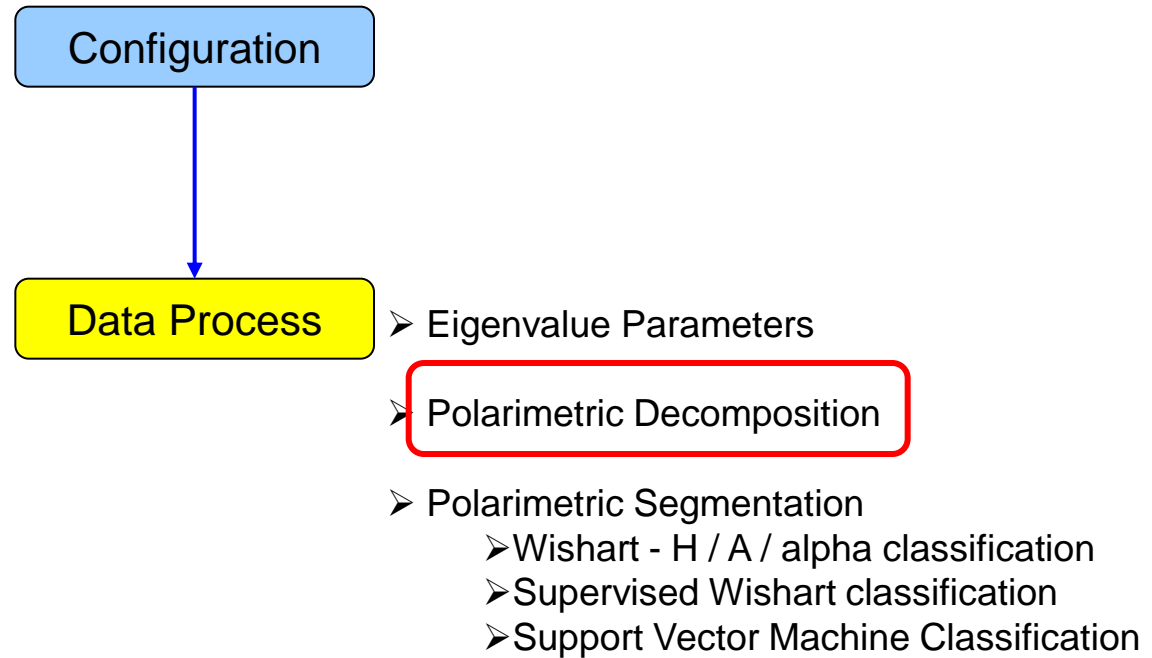 Configuration
Data Process
➢ Eigenvalue Parameters
➢ Polarimetric Decomposition
➢ Polarimetric Segmentation
➢Wishart - H / A / alpha classification
➢Supervised Wishart classification
➢Support Vector Machine Classification